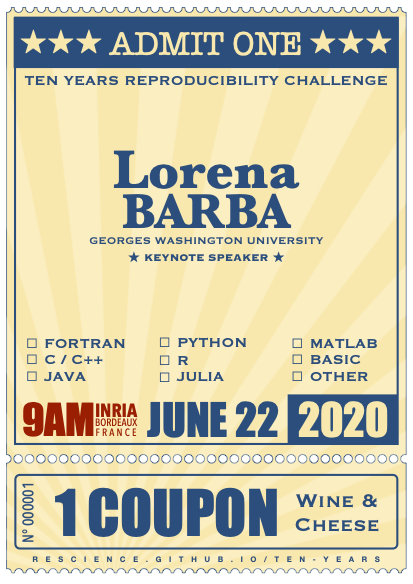 ★★★ ADMIT ONE ★★★
TEN YEARS REPRODUCIBILITY CHALLENGE
Lorena
BARBA
GEORGES WASHINGTON UNIVERSITY
★ KEYNOTE SPEAKER ★
☐ FORTRAN ☐ PYTHON ☐ MATLAB
☐ C / C++ ☐ R ☐ BASIC
☐ JAVA ☐ JULIA ☐ OTHER
9AM INRIA BORDEAUX FRANCE JUNE 22 2020
Nº 000001
1 COUPON
WINE &
CHEESE
RESCIENCE.GITHUB.IO/TEN-YEARS